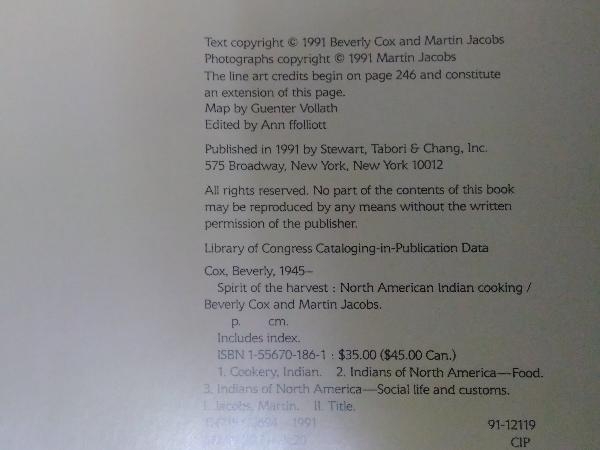 Text copyright © 1991 Beverly Cox and Martin Jacobs
Photographs copyright © 1991 Martin Jacobs
The line art credits begin on page 246 and constitute
an extension of this page.
Map by Guenter Vollath
Edited by Ann ffolliott
Published in 1991 by Stewart, Tabori & Chang, Inc.
575 Broadway, New York, New York 10012
All rights reserved. No part of the contents of this book
may be reproduced by any means without the written
permission of the publisher.
Library of Congress Cataloging-in-Publication Data
Cox, Beverly, 1945–
Spirit of the harvest : North American Indian cooking /
Beverly Cox and Martin Jacobs.
p. cm.
Includes index.
ISBN 1-55670-186-1 : $35.00 ($45.00 Can.)
1. Cookery, Indian. 2. Indians of North America—Food.
3. Indians of North America—Social life and customs.
I. Jacobs, Martin. II. Title.
1991
91-12119
CIP